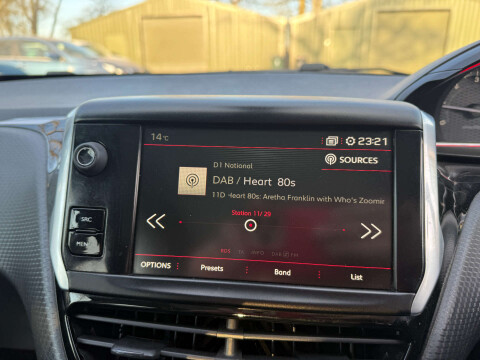 14°C 23:21
SOURCES
D1 National
DAB / Heart 80s
11D Heart 80s: Aretha Franklin with Who's Zoomi
Station 11/ 29
SRC
MENU
OPTIONS Presets Band List